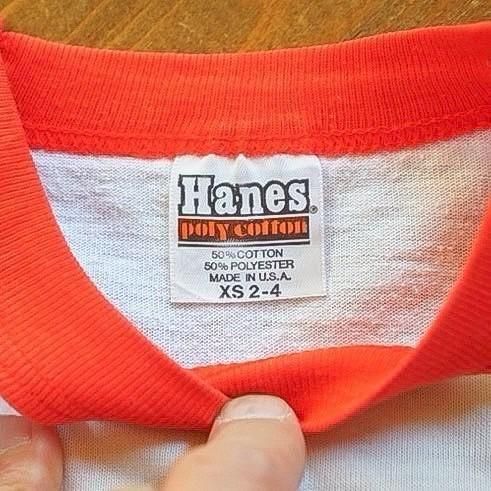 Hanes®
poly cotton
50% COTTON
50% POLYESTER
MADE IN U.S.A.
XS 2-4